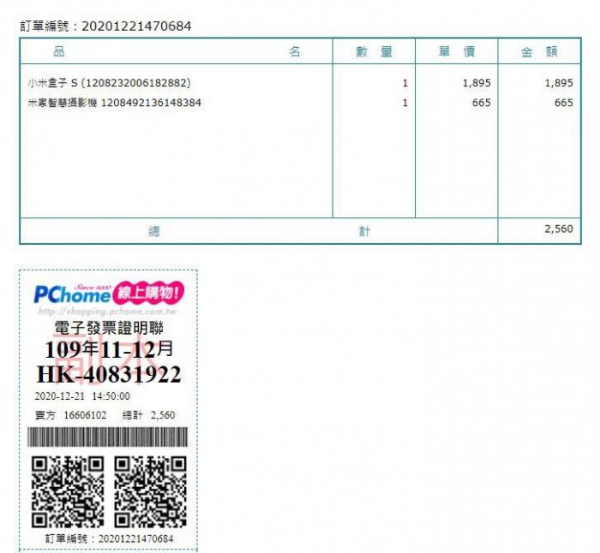 訂單編號：20201221470684
品 名 數 量 單 價 金 額
小米盒子 S (1208232006182882) 1 1,895 1,895
米家智慧攝影機 1208492136148384 1 665 665
總 計 2,560
Since 2000
PChome 線上購物!
http://shopping.pchome.com.tw
電子發票證明聯
副本
109年11-12月
HK-40831922
2020-12-21 14:50:00
賣方 16606102 總計 2,560
訂單編號：20201221470684